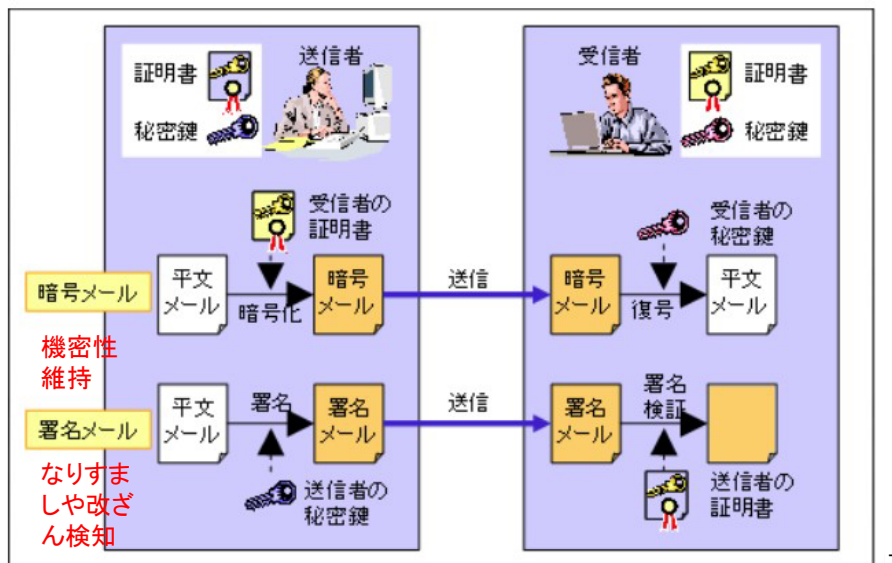 証明書
秘密鍵
送信者
受信者
証明書
秘密鍵
受信者の
証明書
受信者の
秘密鍵
暗号メール
平文
メール
暗号化
暗号
メール
送信
暗号
メール
復号
平文
メール
機密性
維持
署名メール
平文
メール
署名
署名
メール
送信
署名
メール
署名
検証
なりすま
しや改ざ
ん検知
送信者の
秘密鍵
送信者の
証明書